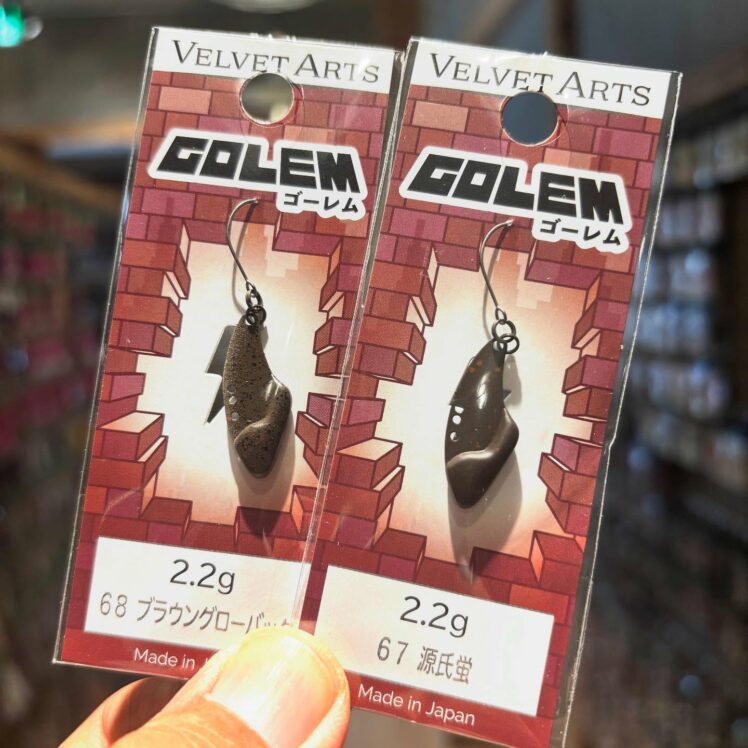 VELVET ARTS
GOLEM
ゴーレム
2.2g
68 ブラウングローバック
Made in
VELVET ARTS
GOLEM
ゴーレム
2.2g
67 源氏蛍
Made in Japan